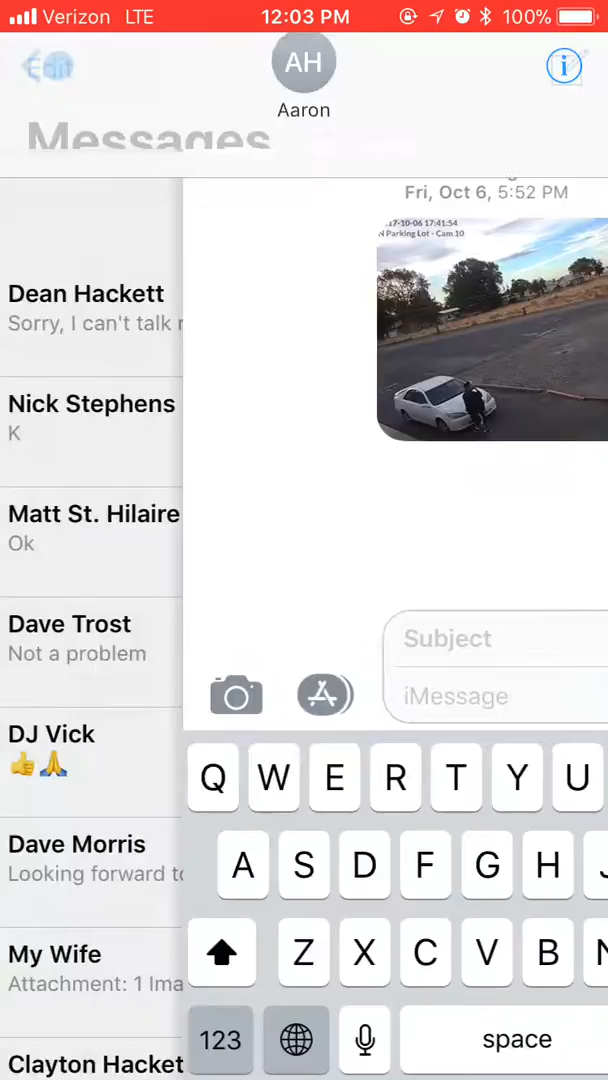 Verizon LTE 12:03 PM 100%
Edit
AH
Aaron
Messages
Fri, Oct 6, 5:52 PM
17-10-06 17:41:54
N Parking Lot - Cam 10
Dean Hackett
Sorry, I can't talk r
Nick Stephens
K
Matt St. Hilaire
Ok
Dave Trost
Not a problem
DJ Vick
👍🙏
Dave Morris
Looking forward to
My Wife
Attachment: 1 Ima
Clayton Hacket
Subject
iMessage
Q W E R T Y U
A S D F G H J
Z X C V B N
123 space